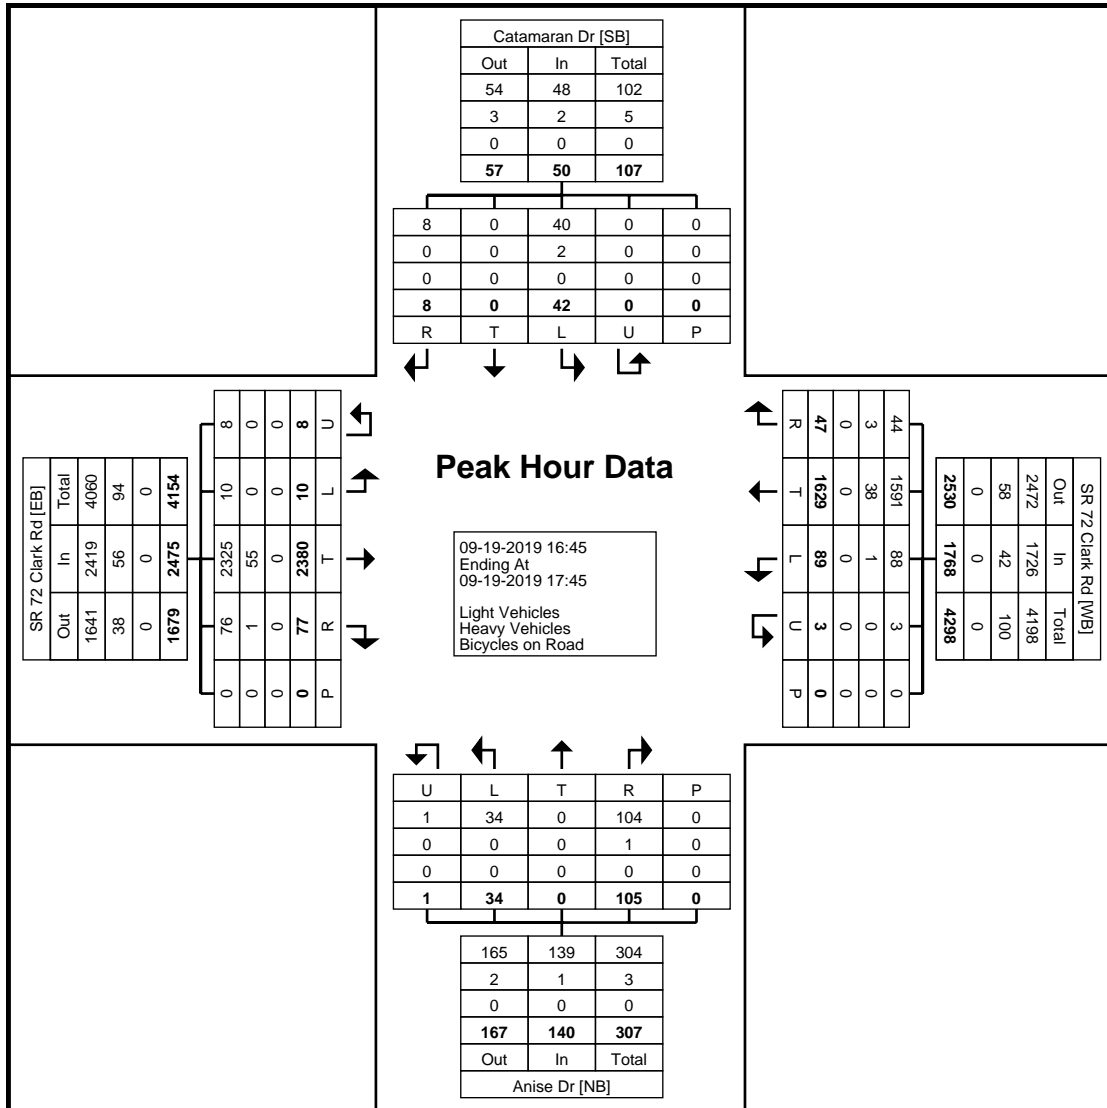 Catamaran Dr [SB]
Out In Total
54 48 102
3 2 5
0 0 0
57 50 107
8 0 40 0 0
0 0 2 0 0
0 0 0 0 0
8 0 42 0 0
R T L U P
SR 72 Clark Rd [EB]
Total In Out
4060 2419 1641
94 56 38
0 0 0
4154 2475 1679
8 10 2325 76 0
0 0 55 1 0
0 0 0 0 0
8 10 2380 77 0
U L T R P
Peak Hour Data
09-19-2019 16:45
Ending At
09-19-2019 17:45
Light Vehicles
Heavy Vehicles
Bicycles on Road
SR 72 Clark Rd [WB]
Out In Total
2472 1726 4198
58 42 100
0 0 0
2530 1768 4298
44 1591 88 3 0
3 38 1 0 0
0 0 0 0 0
47 1629 89 3 0
R T L U P
U L T R P
1 34 0 104 0
0 0 0 1 0
0 0 0 0 0
1 34 0 105 0
165 139 304
2 1 3
0 0 0
167 140 307
Out In Total
Anise Dr [NB]